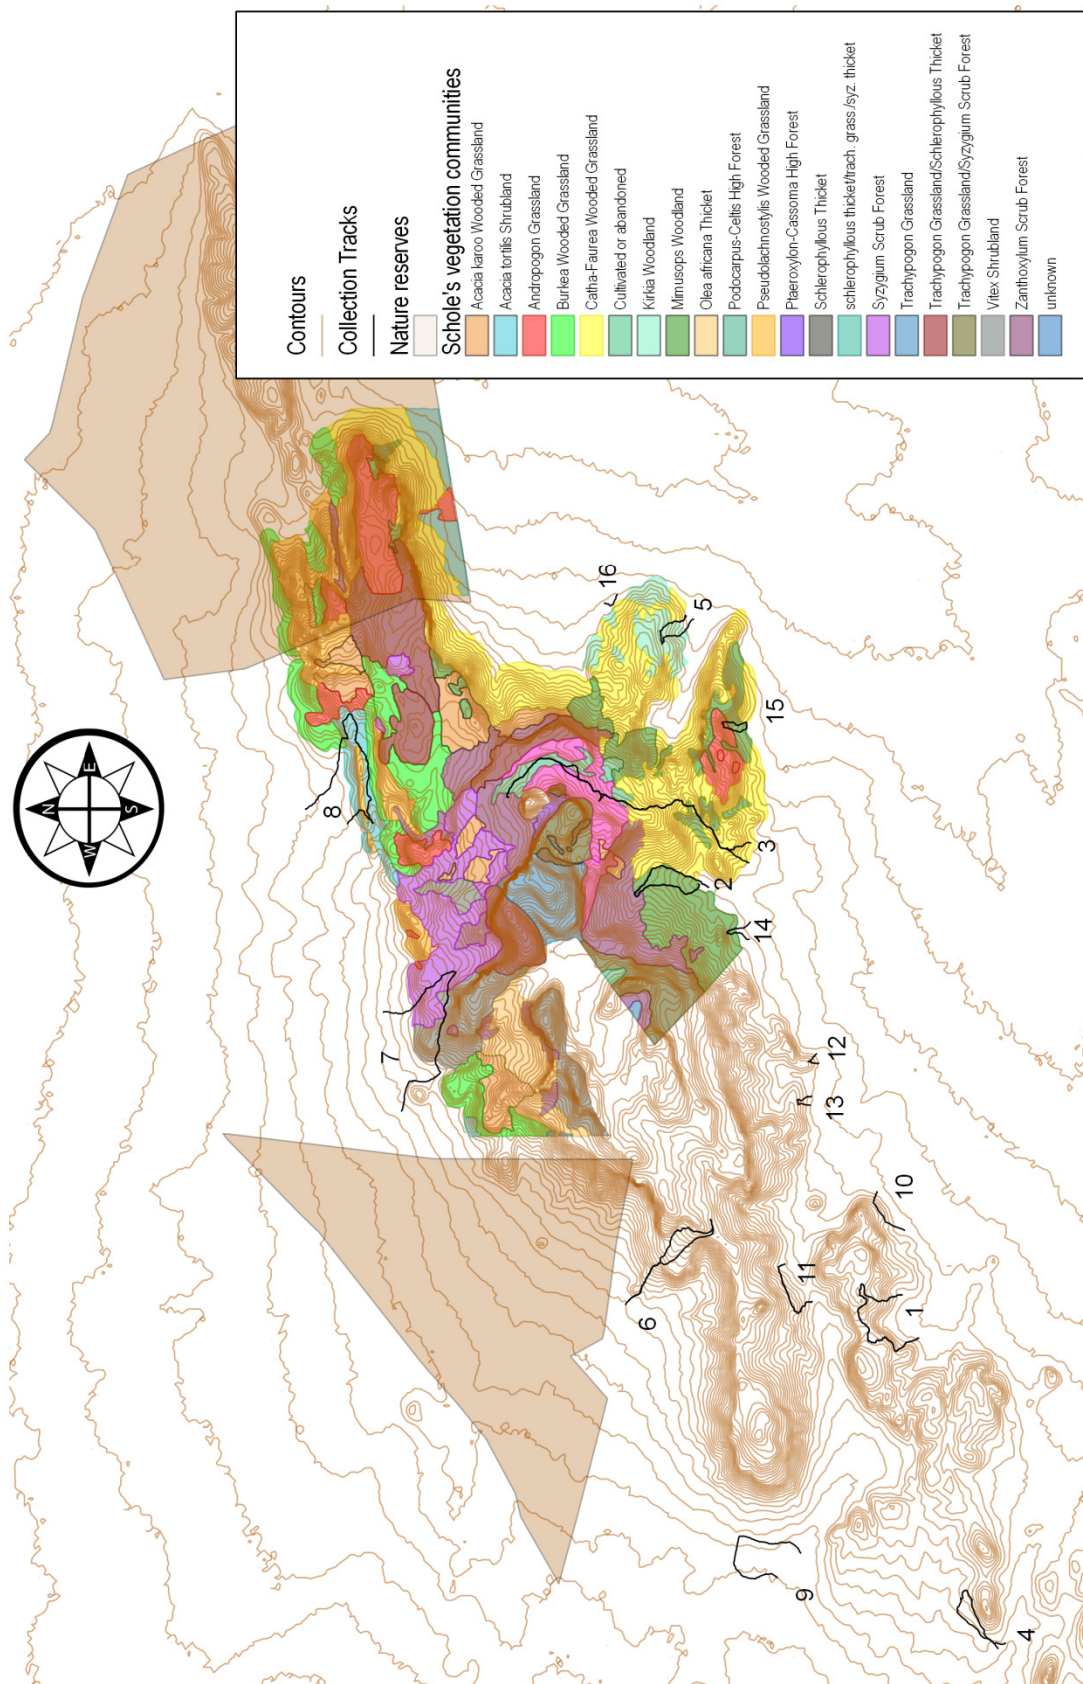 Contours
Collection Tracks
Nature reserves
Schole's vegetation communities
Acacia karoo Wooded Grassland
Acacia tortilis Shrubland
Andropogon Grassland
Burkea Wooded Grassland
Catha-Faurea Wooded Grassland
Cultivated or abandoned
Kirkia Woodland
Mimusops Woodland
Olea africana Thicket
Podocarpus-Celtis High Forest
Pseudolachnostylis Wooded Grassland
Ptaeroxylon-Cassoma High Forest
Schlerophyllous Thicket
schlerophyllous thicket/trach. grass./syz. thicket
Syzygium Scrub Forest
Trachypogon Grassland
Trachypogon Grassland/Schlerophyllous Thicket
Trachypogon Grassland/Syzygium Scrub Forest
Vitex Shrubland
Zanthoxylum Scrub Forest
unknown
N
E
S
W
8
7
16
5
15
3
2
14
12
13
10
11
6
1
9
4